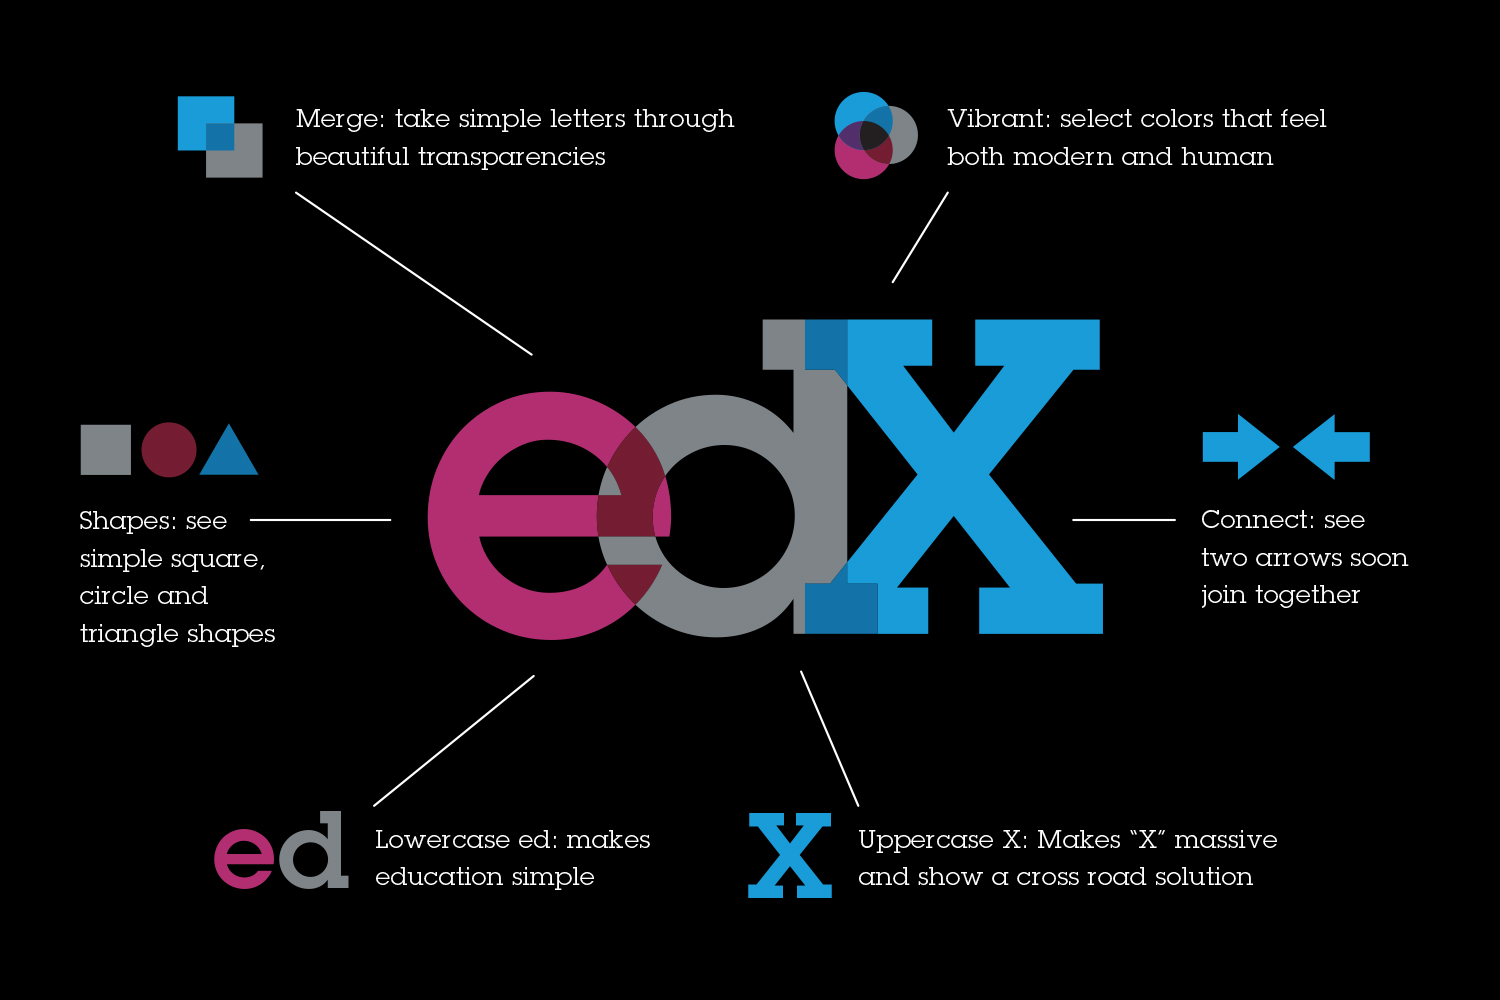 Merge: take simple letters through
beautiful transparencies
Vibrant: select colors that feel
both modern and human
edX
Shapes: see
simple square,
circle and
triangle shapes
Connect: see
two arrows soon
join together
ed
Lowercase ed: makes
education simple
X
Uppercase X: Makes “X” massive
and show a cross road solution